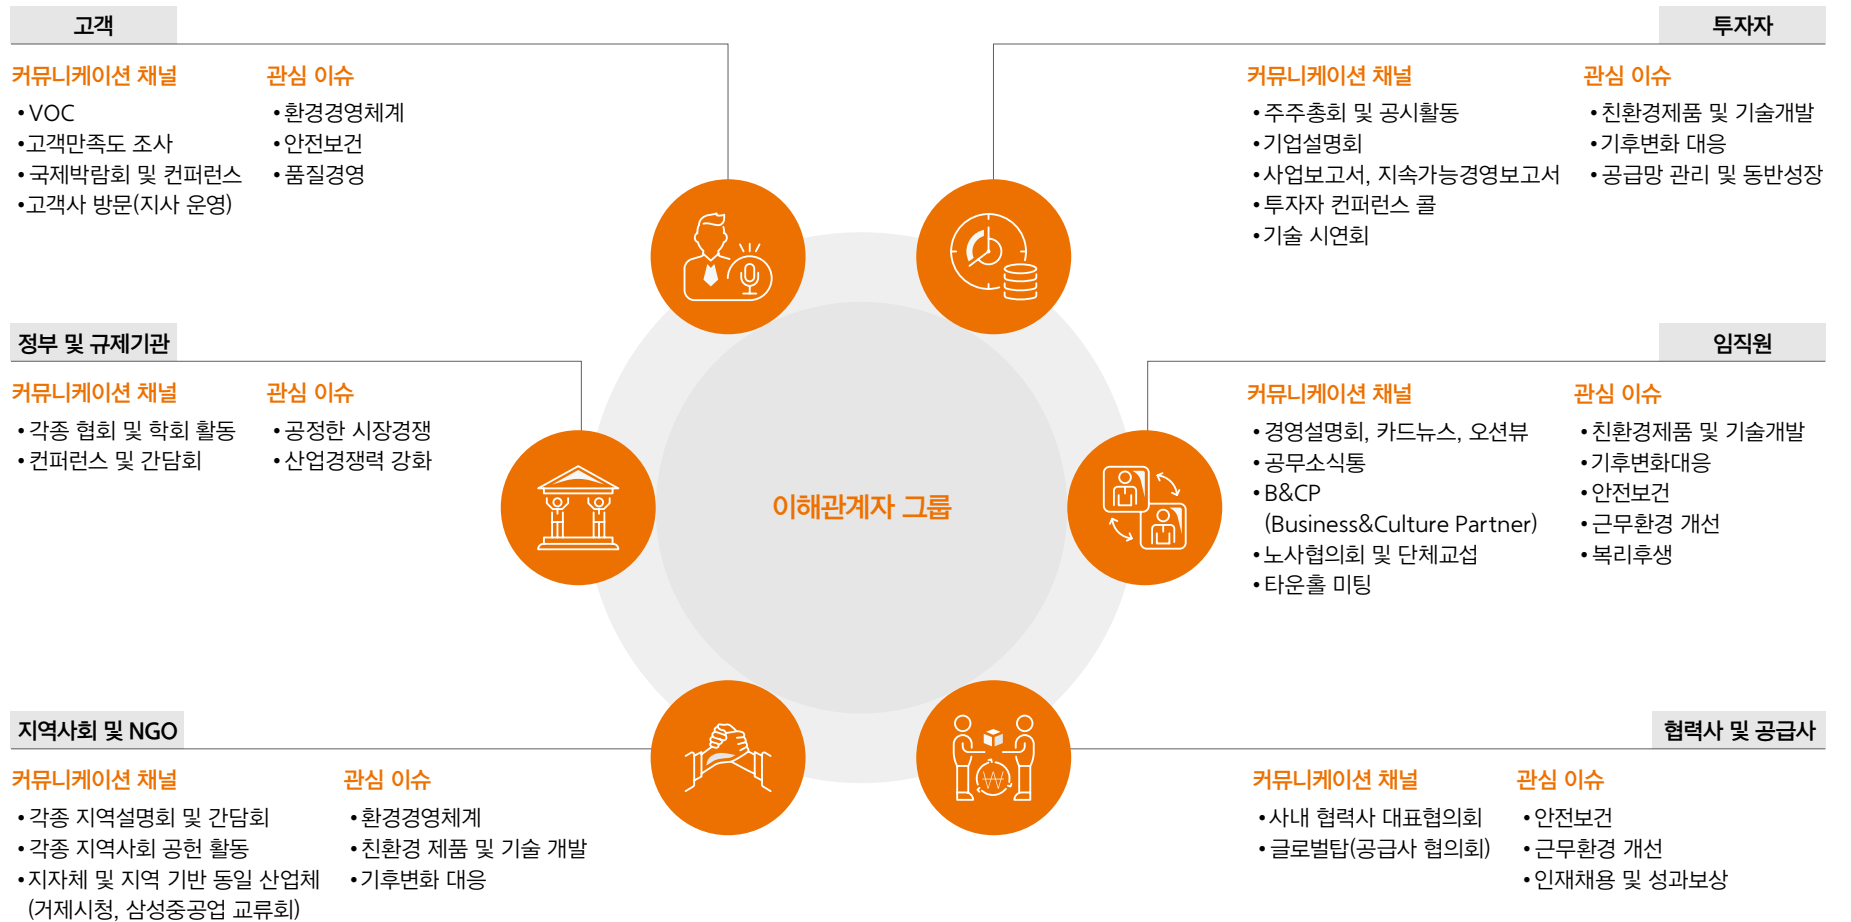 고객
커뮤니케이션 채널
•VOC
•고객만족도 조사
•국제박람회 및 컨퍼런스
•고객사 방문(지사 운영)
관심 이슈
•환경경영체계
•안전보건
•품질경영
투자자
커뮤니케이션 채널
•주주총회 및 공시활동
•기업설명회
•사업보고서, 지속가능경영보고서
•투자자 컨퍼런스 콜
•기술 시연회
관심 이슈
•친환경제품 및 기술개발
•기후변화 대응
•공급망 관리 및 동반성장
정부 및 규제기관
커뮤니케이션 채널
•각종 협회 및 학회 활동
•컨퍼런스 및 간담회
관심 이슈
•공정한 시장경쟁
•산업경쟁력 강화
이해관계자 그룹
임직원
커뮤니케이션 채널
•경영설명회, 카드뉴스, 오션뷰
•공무소식통
•B&CP
(Business&Culture Partner)
•노사협의회 및 단체교섭
•타운홀 미팅
관심 이슈
•친환경제품 및 기술개발
•기후변화대응
•안전보건
•근무환경 개선
•복리후생
지역사회 및 NGO
커뮤니케이션 채널
•각종 지역설명회 및 간담회
•각종 지역사회 공헌 활동
•지자체 및 지역 기반 동일 산업체
(거제시청, 삼성중공업 교류회)
관심 이슈
•환경경영체계
•친환경 제품 및 기술 개발
•기후변화 대응
협력사 및 공급사
커뮤니케이션 채널
•사내 협력사 대표협의회
•글로벌탑(공급사 협의회)
관심 이슈
•안전보건
•근무환경 개선
•인재채용 및 성과보상
₩